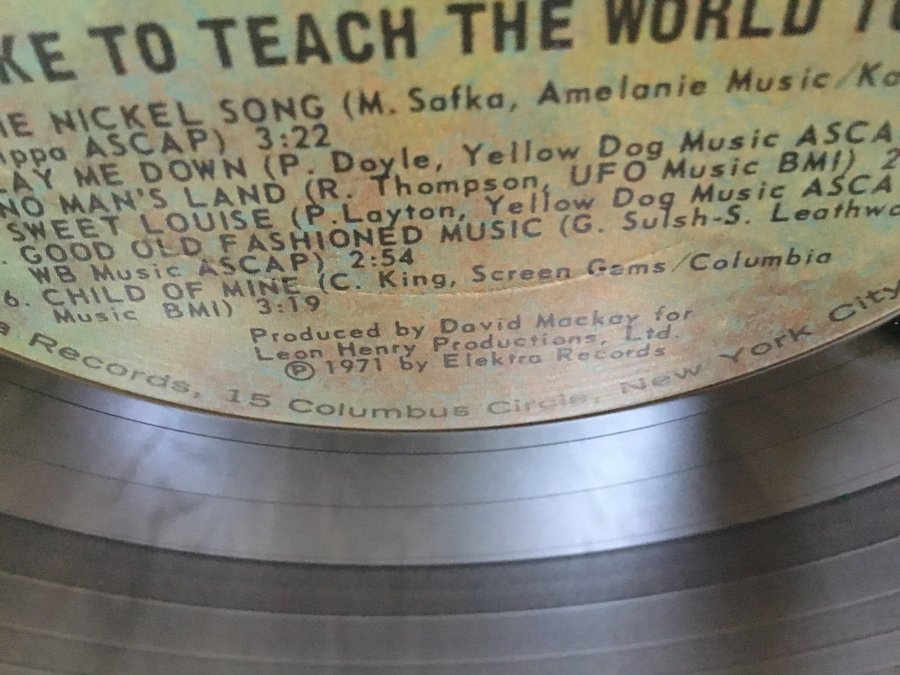 KE TO TEACH THE WORLD TO
HE NICKEL SONG (M. Safka, Amelanie Music/Ka
ippa ASCAP) 3:22
LAY ME DOWN (P. Doyle, Yellow Dog Music ASCA
NO MAN'S LAND (R. Thompson, UFO Music BMI) 2
SWEET LOUISE (P.Layton, Yellow Dog Music ASCA
. GOOD OLD FASHIONED MUSIC (G. Sulsh-S. Leathwo
WB Music ASCAP) 2:54
6. CHILD OF MINE (C. King, Screen Gems/Columbia
Music BMI) 3:19
Produced by David Mackay for
Leon Henry Productions, Ltd.
Ⓟ 1971 by Elektra Records
a Records, 15 Columbus Circle, New York City